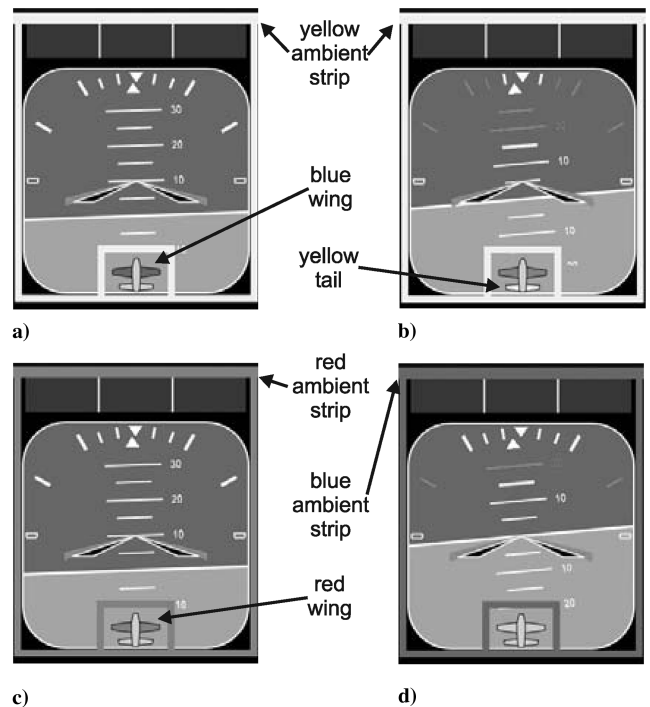 yellow
ambient
strip
30
20
10
10
blue
wing
10
10
yellow
tail
a)
b)
red
ambient
strip
30
20
10
10
blue
ambient
strip
10
10
20
red
wing
c)
d)